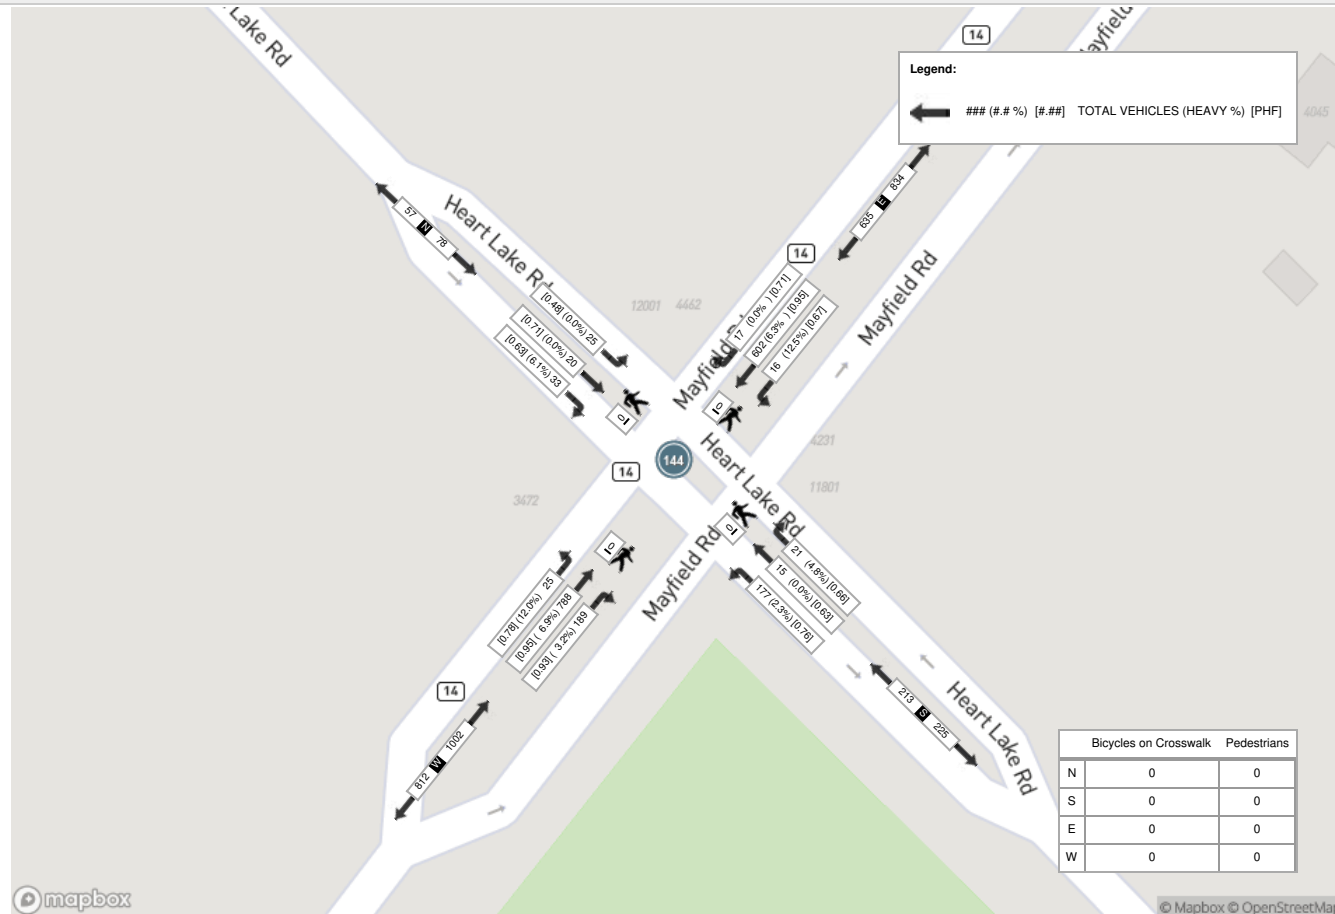 Lake Rd
14
ayfield
Legend:
### (#.# %) [#.##] TOTAL VEHICLES (HEAVY %) [PHF]
4045
57 N 78
Heart Lake Rd
635 E 834
14
[0.48] (0.0%) 25
[0.71] (0.0%) 20
[0.63] (6.1%) 33
12001 4462
17 (0.0% ) [0.71]
602 (6.3% ) [0.95]
16 (12.5%) [0.67]
Mayfield Rd
Mayfield Rd
0
0
144
14
Heart Lake Rd
4231
11801
3472
0
0
[0.78] (12.0%) 25
[0.95] ( 6.9%) 788
[0.93] ( 3.2%) 189
Mayfield Rd
21 (4.8%) [0.66]
15 (0.0%) [0.63]
177 (2.3%) [0.76]
14
812 W 1002
213 S 225
Heart Lake Rd
Bicycles on Crosswalk Pedestrians
N 0 0
S 0 0
E 0 0
W 0 0
mapbox
© Mapbox © OpenStreetMap